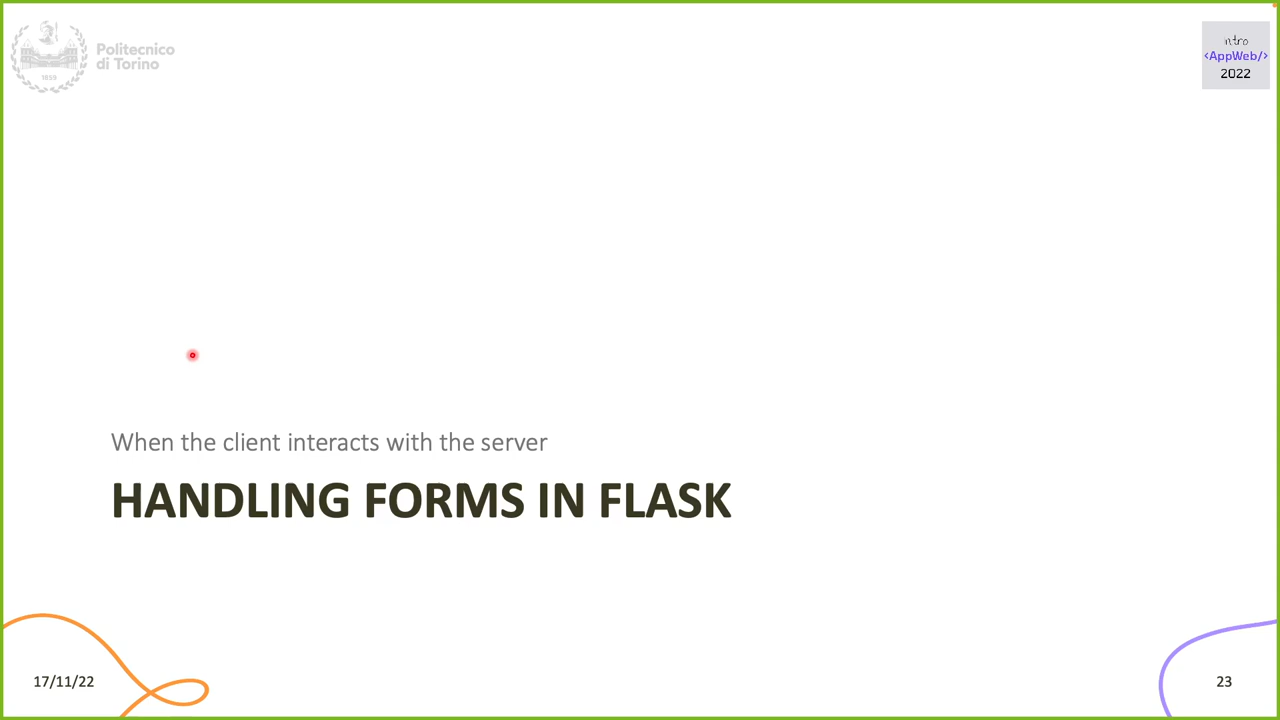 Politecnico
di Torino
1859
intro
<AppWeb/>
2022
When the client interacts with the server
HANDLING FORMS IN FLASK
17/11/22
23